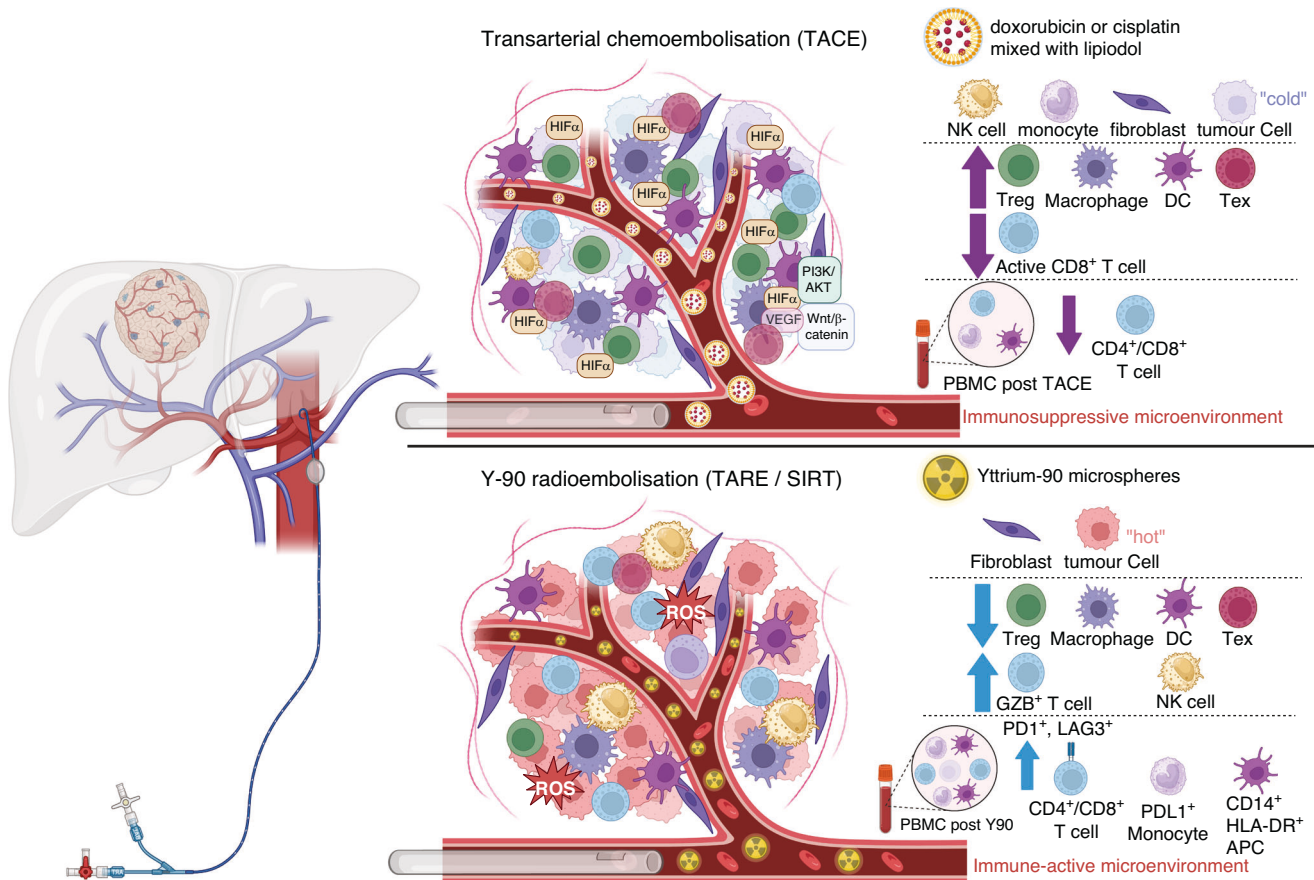 Transarterial chemoembolisation (TACE)
doxorubicin or cisplatin
mixed with lipiodol
HIFα
HIFα
HIFα
HIFα
HIFα
HIFα
HIFα
PI3K/
AKT
HIFα
VEGF
Wnt/β-
catenin
"cold"
NK cell
monocyte
fibroblast
tumour Cell
Treg
Macrophage
DC
Tex
Active CD8⁺ T cell
CD4⁺/CD8⁺
T cell
PBMC post TACE
Immunosuppressive microenvironment
Y-90 radioembolisation (TARE / SIRT)
ROS
ROS
Yttrium-90 microspheres
"hot"
Fibroblast
tumour Cell
Treg
Macrophage
DC
Tex
GZB⁺ T cell
NK cell
PD1⁺, LAG3⁺
CD4⁺/CD8⁺
T cell
PDL1⁺
Monocyte
CD14⁺
HLA-DR⁺
APC
PBMC post Y90
Immune-active microenvironment
TRA